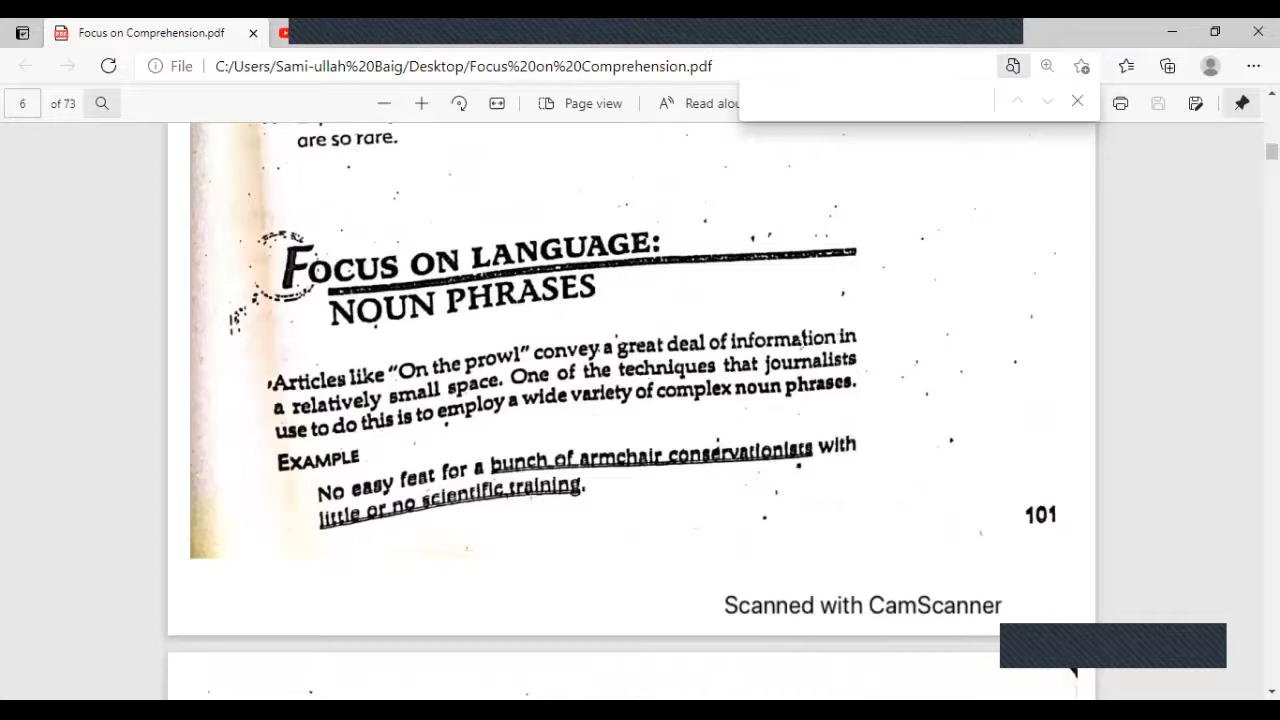 Focus on Comprehension.pdf
File
C:/Users/Sami-ullah%20Baig/Desktop/Focus%20on%20Comprehension.pdf
6 of 73
Page view
Read alou
are so rare.
FOCUS ON LANGUAGE:
NOUN PHRASES
Articles like "On the prowl" convey a great deal of information in
a relatively small space. One of the techniques that journalists
use to do this is to employ a wide variety of complex noun phrases.
EXAMPLE
No easy feat for a bunch of armchair conservationists with
little or no scientific training.
101
Scanned with CamScanner